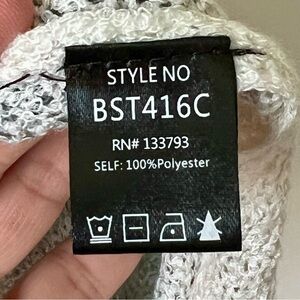 STYLE NO
BST416C
RN# 133793
SELF: 100%Polyester